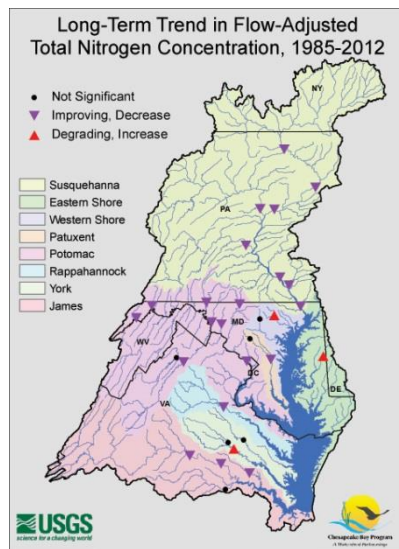 Long-Term Trend in Flow-Adjusted
Total Nitrogen Concentration, 1985-2012
Not Significant
Improving, Decrease
Degrading, Increase
NY
PA
Susquehanna
Eastern Shore
Western Shore
Patuxent
Potomac
Rappahannock
York
James
MD
WV
DC
DE
VA
USGS
science for a changing world
Chesapeake Bay Program
A Watershed Partnership